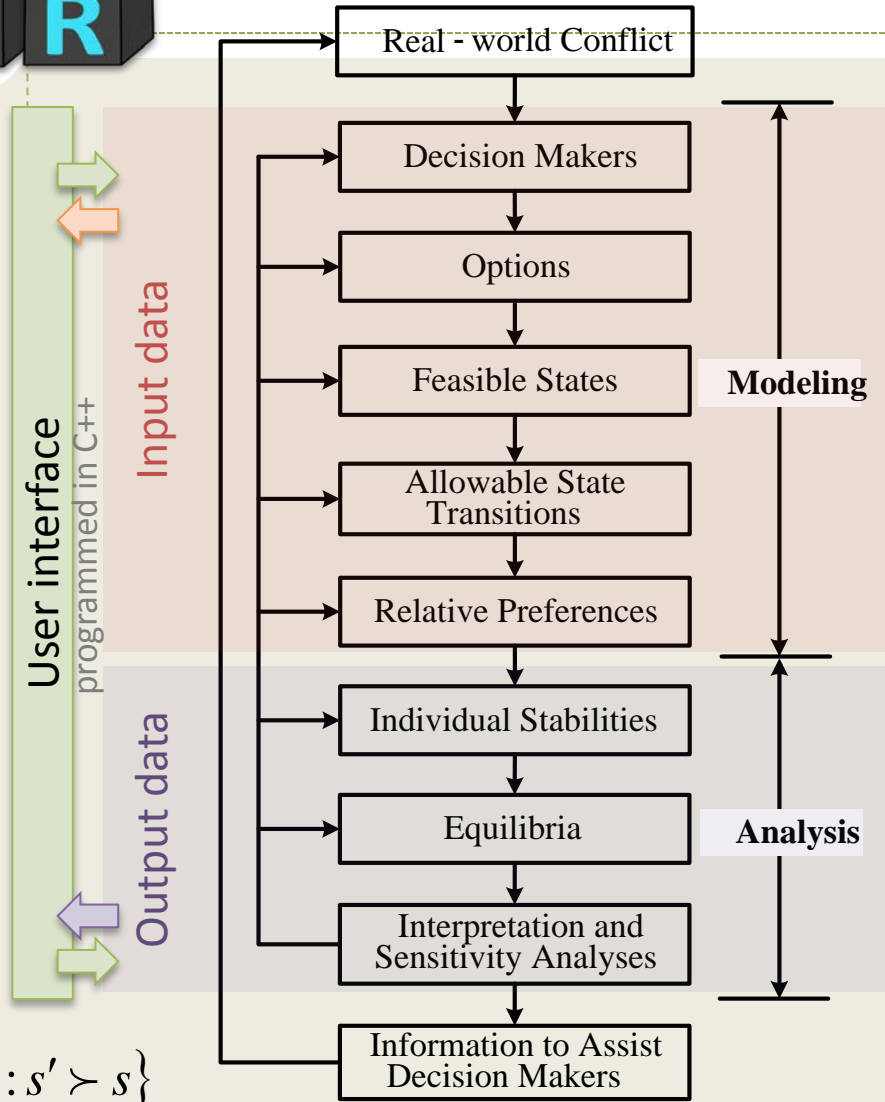 R
Real - world Conflict
Decision Makers
Options
Feasible States
Allowable State
Transitions
Relative Preferences
Individual Stabilities
Equilibria
Interpretation and
Sensitivity Analyses
Information to Assist
Decision Makers
Modeling
Analysis
Input data
Output data
User interface
programmed in C++
: s′ ≻ s}